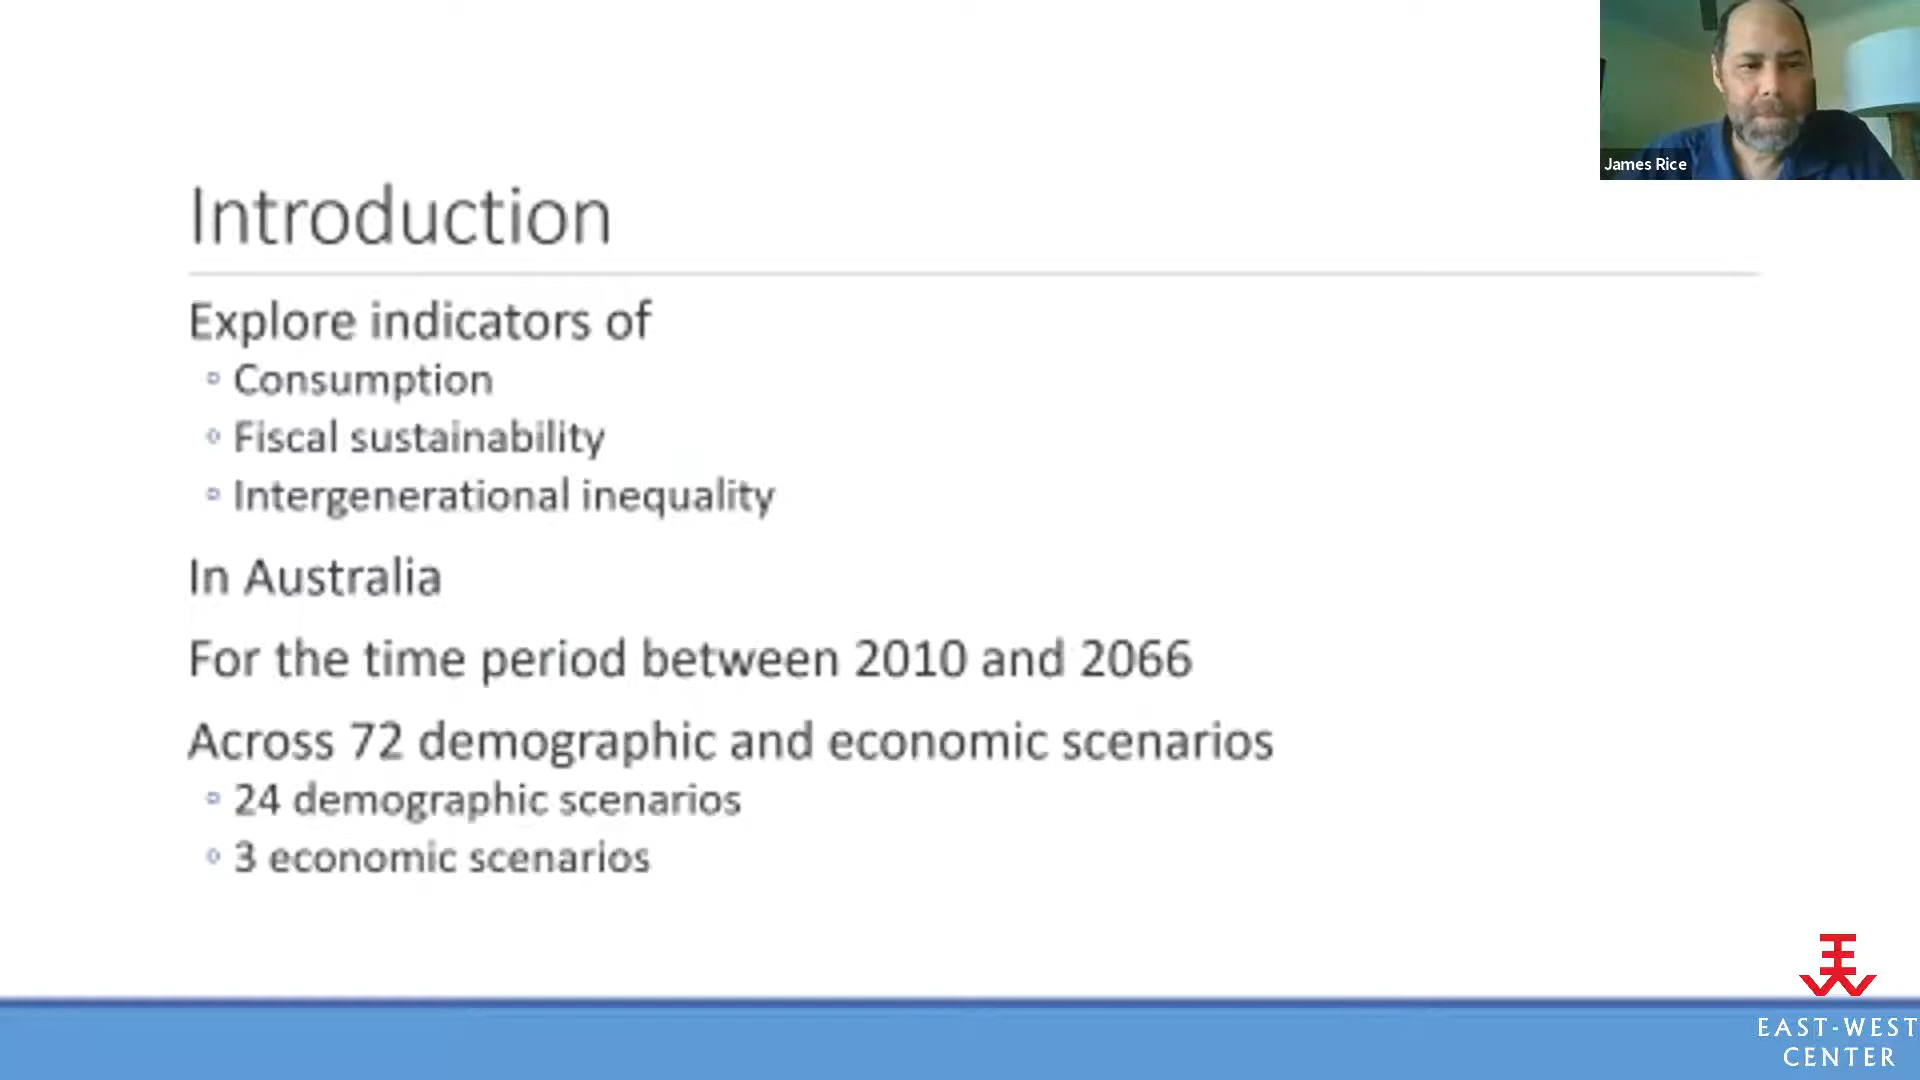 James Rice
Introduction
Explore indicators of
Consumption
Fiscal sustainability
Intergenerational inequality
In Australia
For the time period between 2010 and 2066
Across 72 demographic and economic scenarios
24 demographic scenarios
3 economic scenarios
EAST-WEST
CENTER